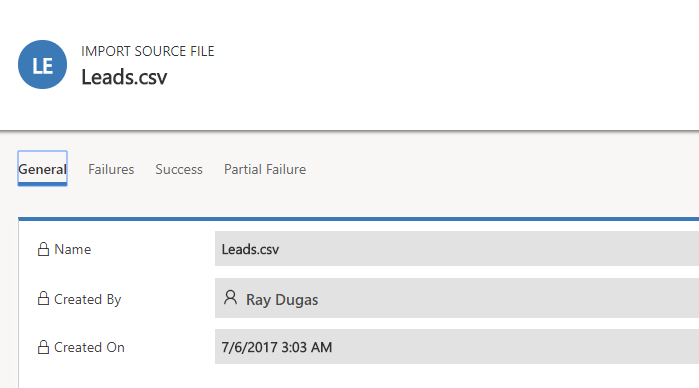 LE
IMPORT SOURCE FILE
Leads.csv
General Failures Success Partial Failure
Name Leads.csv
Created By Ray Dugas
Created On 7/6/2017 3:03 AM